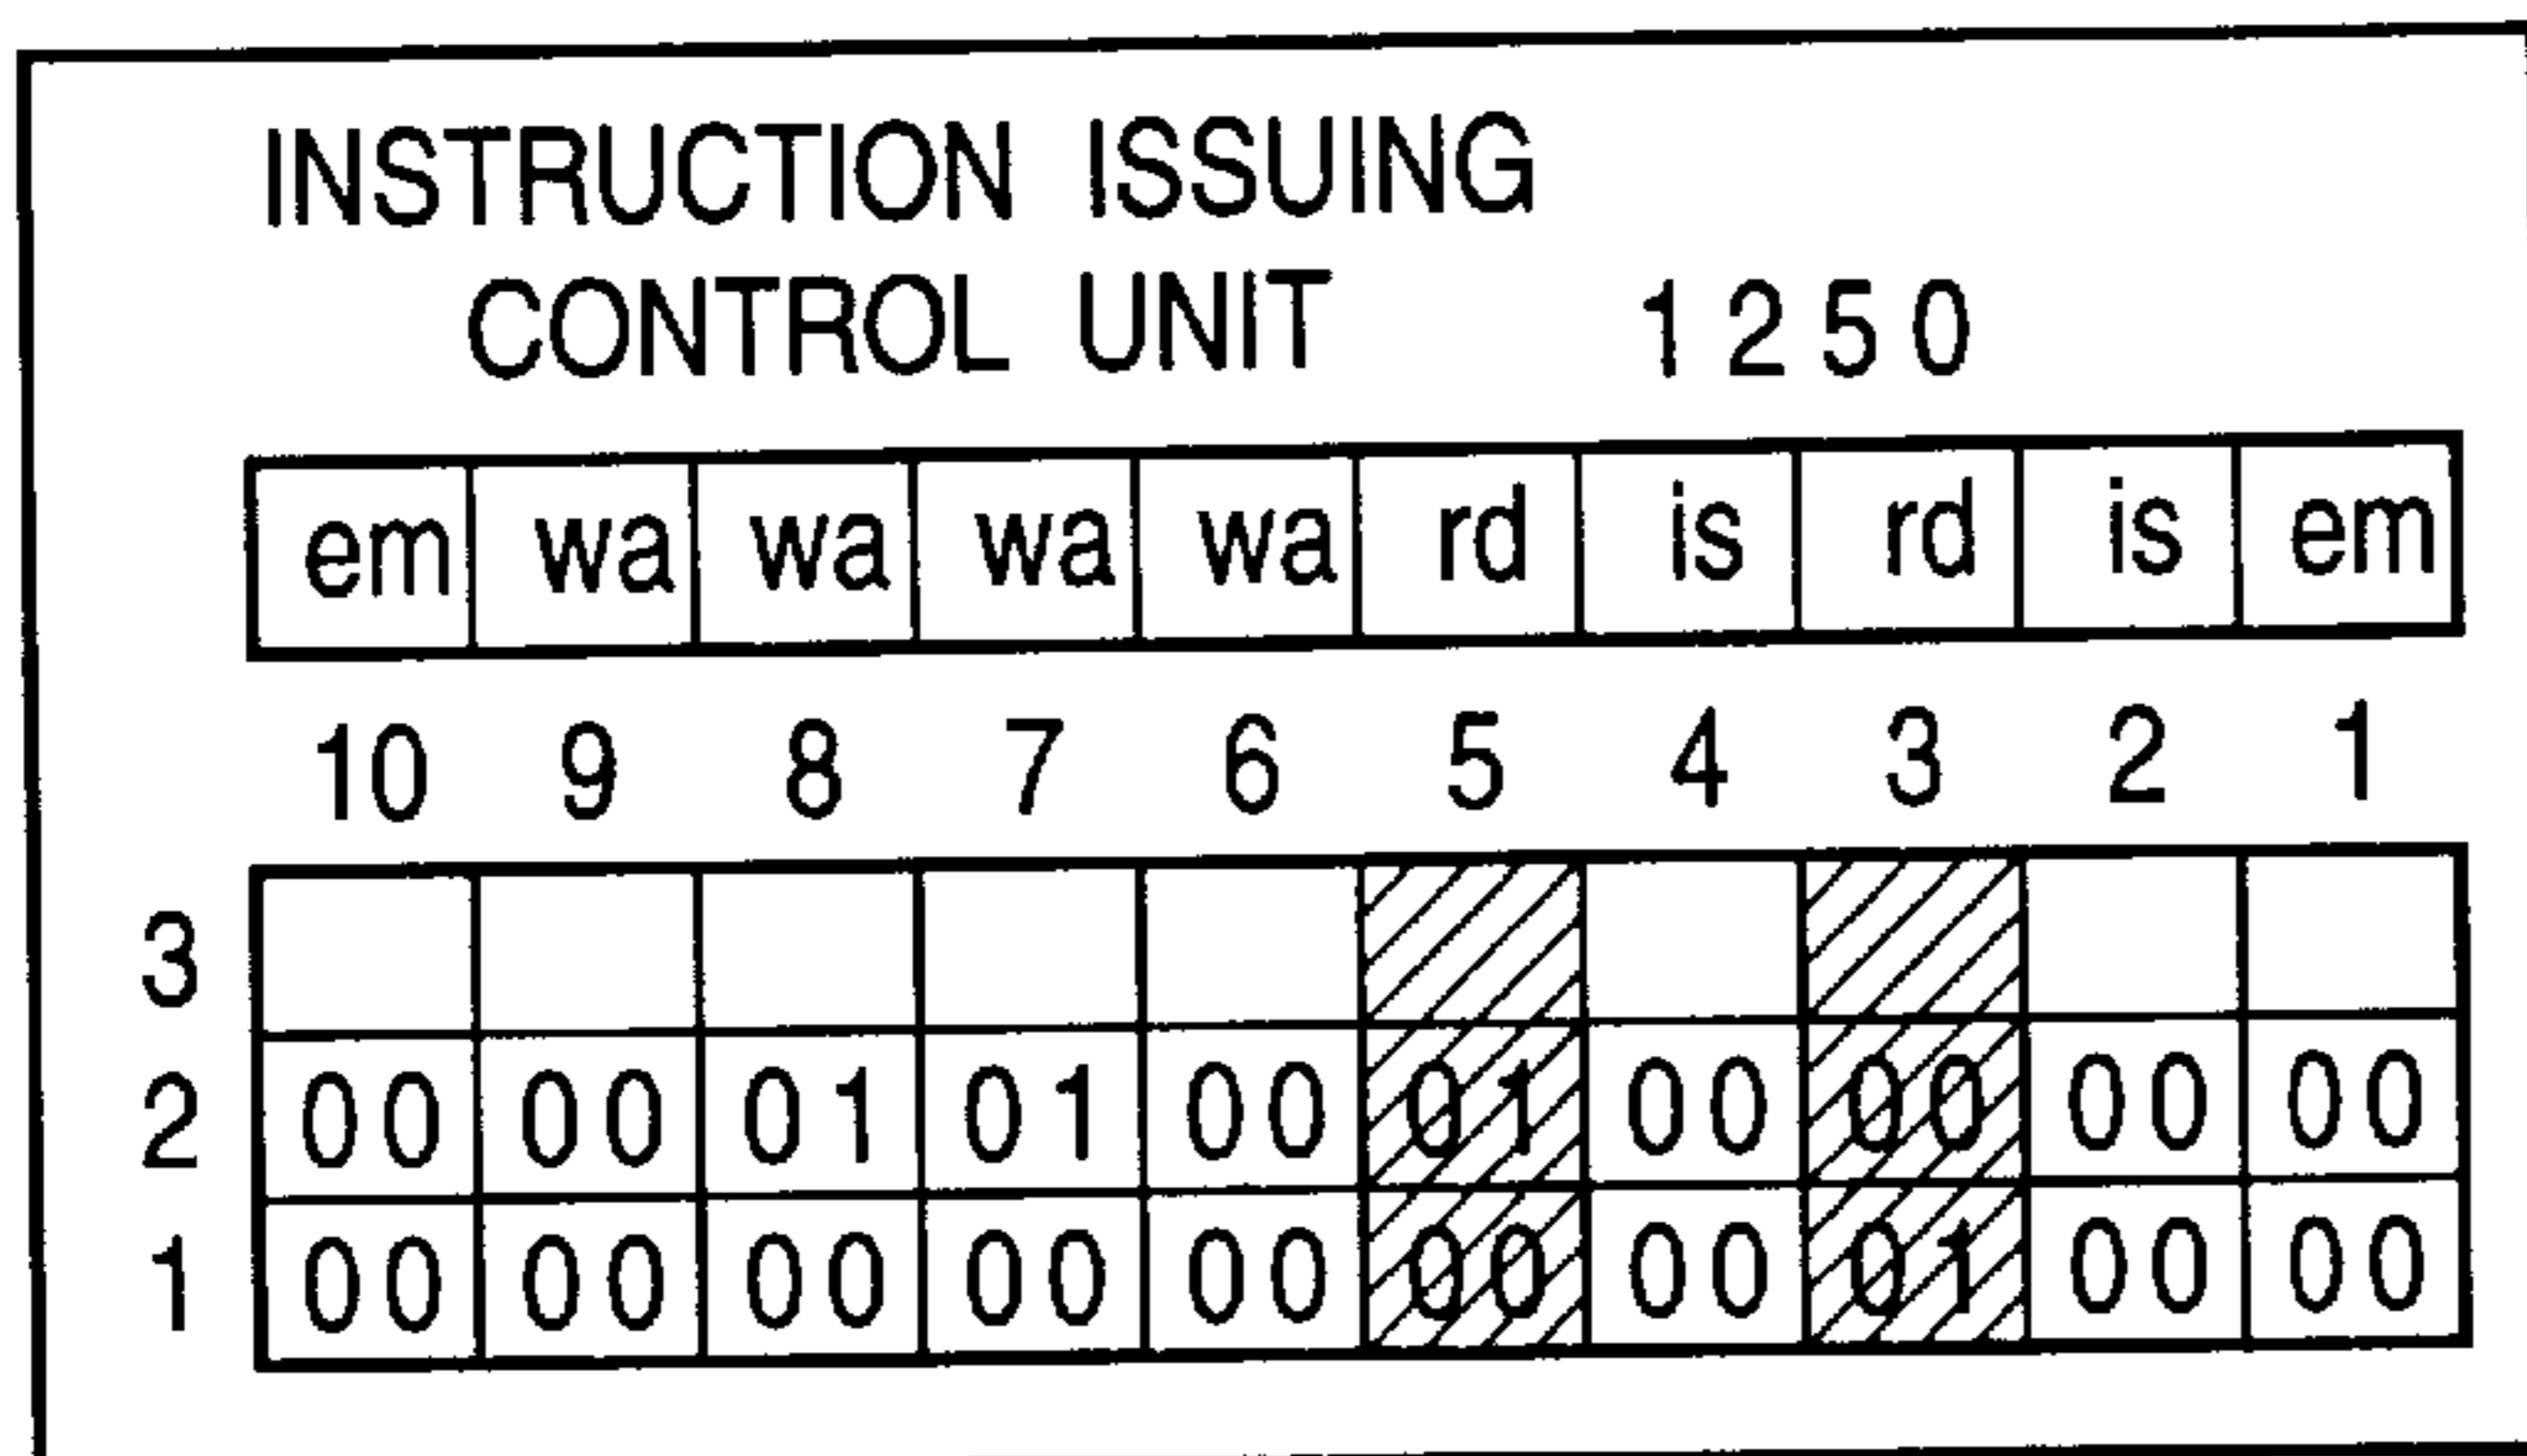 INSTRUCTION ISSUING
CONTROL UNIT 1250
em wa wa wa wa rd is rd is em
10 9 8 7 6 5 4 3 2 1
3
2 00 00 01 01 00 01 00 00 00 00
1 00 00 00 00 00 00 00 01 00 00